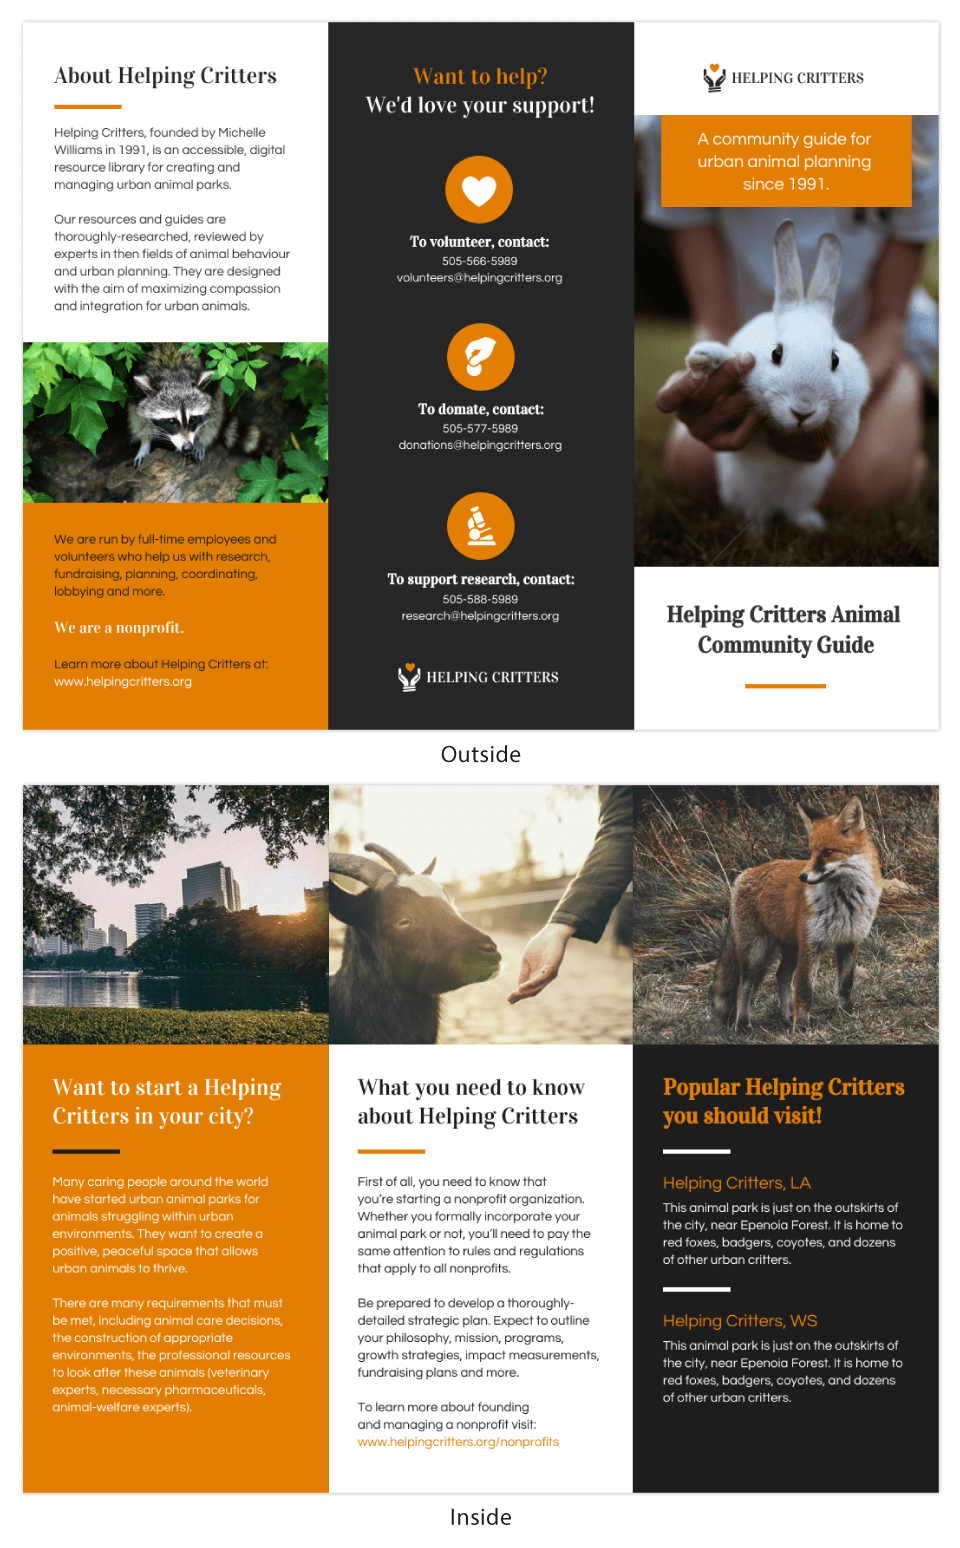 About Helping Critters
Helping Critters, founded by Michelle
Williams in 1991, is an accessible, digital
resource library for creating and
managing urban animal parks.
Our resources and guides are
thoroughly-researched, reviewed by
experts in then fields of animal behaviour
and urban planning. They are designed
with the aim of maximizing compassion
and integration for urban animals.
We are run by full-time employees and
volunteers who help us with research,
fundraising, planning, coordinating,
lobbying and more.
We are a nonprofit.
Learn more about Helping Critters at:
www.helpingcritters.org
Want to help?
We'd love your support!
To volunteer, contact:
505-566-5989
volunteers@helpingcritters.org
To domate, contact:
505-577-5989
donations@helpingcritters.org
To support research, contact:
505-588-5989
research@helpingcritters.org
HELPING CRITTERS
HELPING CRITTERS
A community guide for
urban animal planning
since 1991.
Helping Critters Animal
Community Guide
Outside
Want to start a Helping
Critters in your city?
Many caring people around the world
have started urban animal parks for
animals struggling within urban
environments. They want to create a
positive, peaceful space that allows
urban animals to thrive.
There are many requirements that must
be met, including animal care decisions,
the construction of appropriate
environments, the professional resources
to look after these animals (veterinary
experts, necessary pharmaceuticals,
animal-welfare experts).
What you need to know
about Helping Critters
First of all, you need to know that
you're starting a nonprofit organization.
Whether you formally incorporate your
animal park or not, you'll need to pay the
same attention to rules and regulations
that apply to all nonprofits.
Be prepared to develop a thoroughly-
detailed strategic plan. Expect to outline
your philosophy, mission, programs,
growth strategies, impact measurements,
fundraising plans and more.
To learn more about founding
and managing a nonprofit visit:
www.helpingcritters.org/nonprofits
Popular Helping Critters
you should visit!
Helping Critters, LA
This animal park is just on the outskirts of
the city, near Epenoia Forest. It is home to
red foxes, badgers, coyotes, and dozens
of other urban critters.
Helping Critters, WS
This animal park is just on the outskirts of
the city, near Epenoia Forest. It is home to
red foxes, badgers, coyotes, and dozens
of other urban critters.
Inside